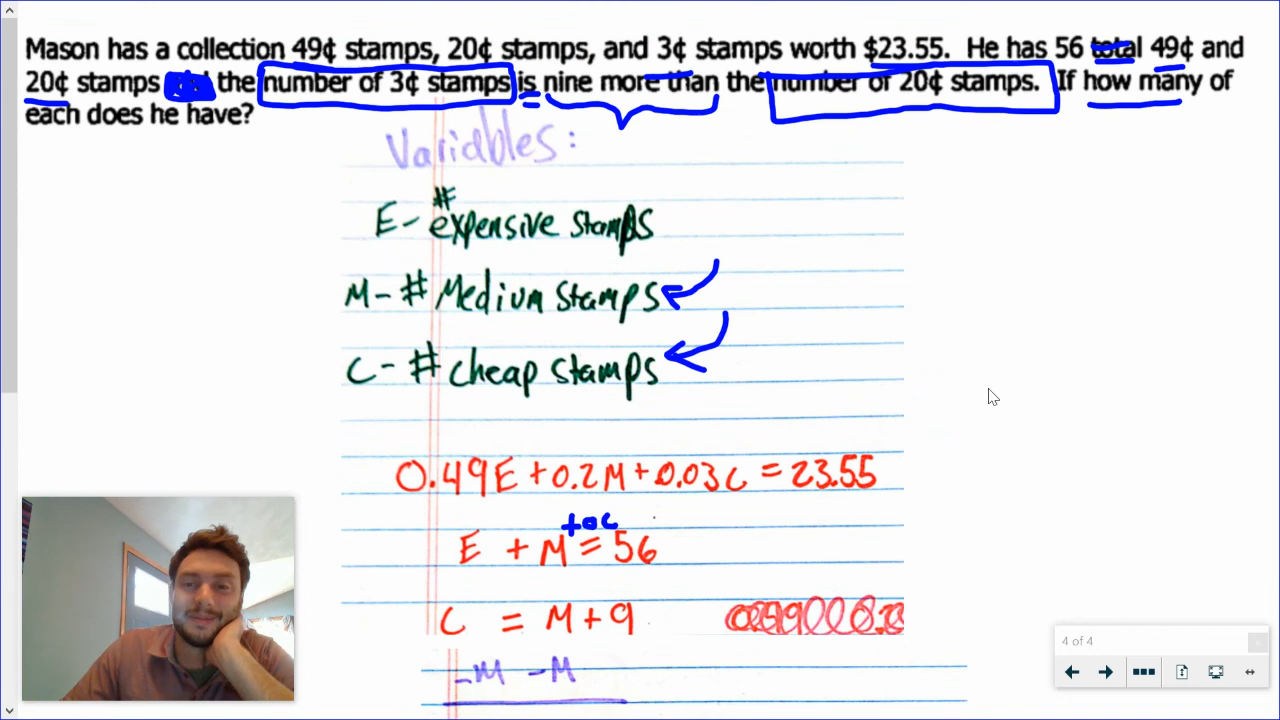 Mason has a collection 49¢ stamps, 20¢ stamps, and 3¢ stamps worth $23.55. He has 56 total 49¢ and
20¢ stamps the number of 3¢ stamps is nine more than the number of 20¢ stamps. If how many of
each does he have?
Variables:
E - # expensive stamps
M - # Medium stamps
C - # cheap stamps
0.49E + 0.2M + 0.03C = 23.55
+0C
E + M = 56
C = M + 9
-M -M
4 of 4